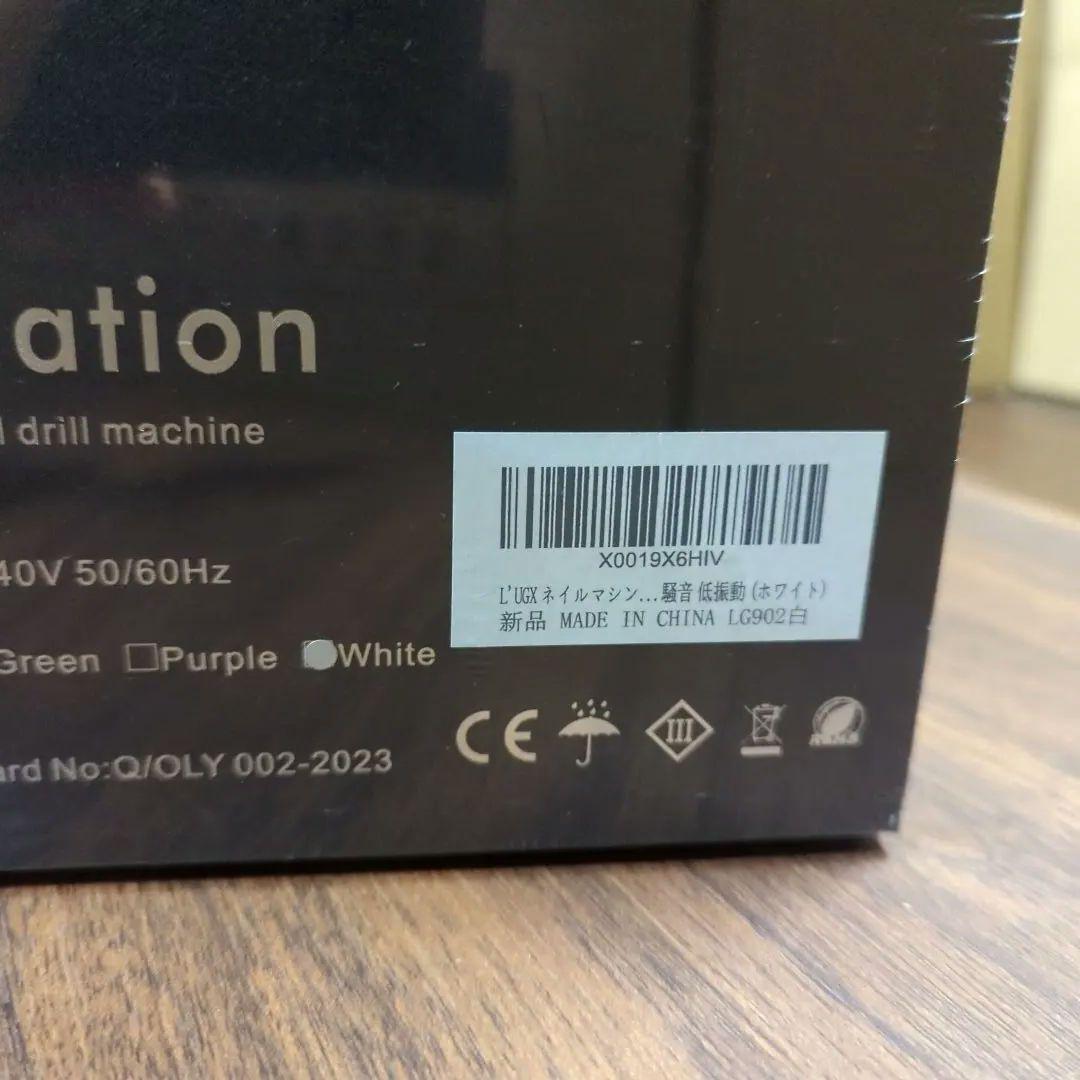 ation
drill machine
40V 50/60Hz
Green □Purple White
ard No:Q/OLY 002-2023
X0019X6HIV
L'UGX ネイルマシン...騒音 低振動 (ホワイト)
新品 MADE IN CHINA LG902白
CE
III